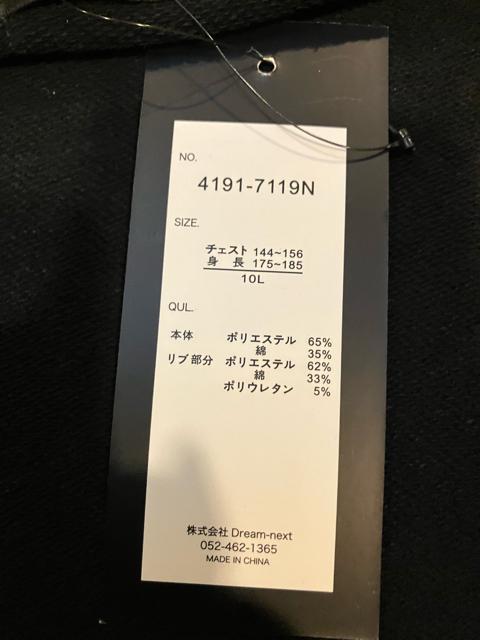 NO.
4191-7119N
SIZE.
チェスト 144~156
身 長 175~185
10L
QUL.
本体 ポリエステル 65%
綿 35%
リブ部分 ポリエステル 62%
綿 33%
ポリウレタン 5%
株式会社 Dream-next
052-462-1365
MADE IN CHINA